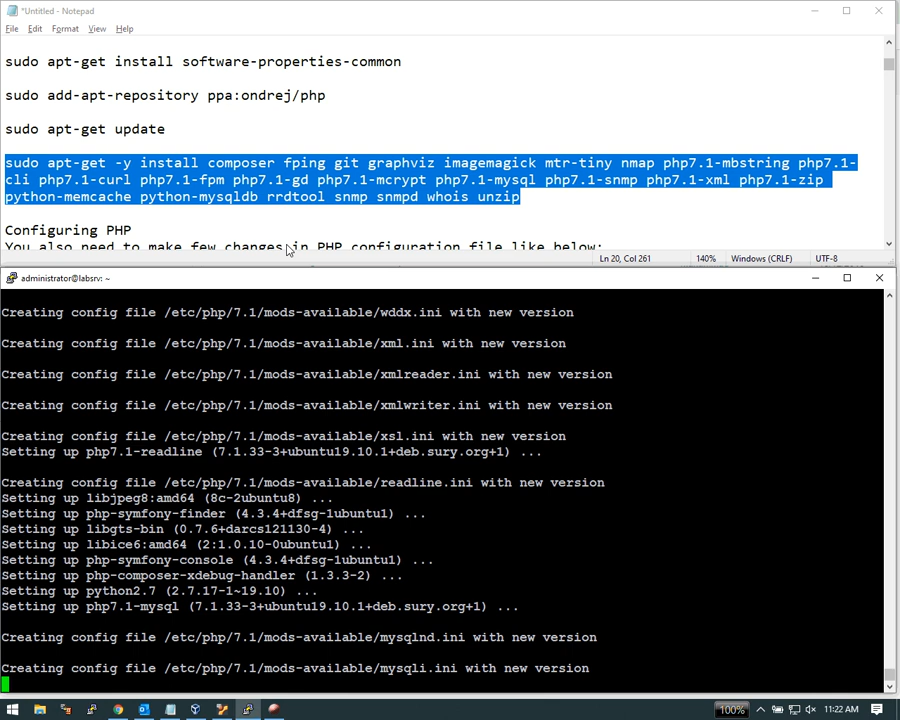 *Untitled - Notepad
File Edit Format View Help
sudo apt-get install software-properties-common
sudo add-apt-repository ppa:ondrej/php
sudo apt-get update
sudo apt-get -y install composer fping git graphviz imagemagick mtr-tiny nmap php7.1-mbstring php7.1-
cli php7.1-curl php7.1-fpm php7.1-gd php7.1-mcrypt php7.1-mysql php7.1-snmp php7.1-xml php7.1-zip
python-memcache python-mysqldb rrdtool snmp snmpd whois unzip
Configuring PHP
You also need to make few changes in PHP configuration file like below:
Ln 20, Col 261 140% Windows (CRLF) UTF-8
administrator@labsrv: ~
Creating config file /etc/php/7.1/mods-available/wddx.ini with new version
Creating config file /etc/php/7.1/mods-available/xml.ini with new version
Creating config file /etc/php/7.1/mods-available/xmlreader.ini with new version
Creating config file /etc/php/7.1/mods-available/xmlwriter.ini with new version
Creating config file /etc/php/7.1/mods-available/xsl.ini with new version
Setting up php7.1-readline (7.1.33-3+ubuntu19.10.1+deb.sury.org+1) ...
Creating config file /etc/php/7.1/mods-available/readline.ini with new version
Setting up libjpeg8:amd64 (8c-2ubuntu8) ...
Setting up php-symfony-finder (4.3.4+dfsg-1ubuntu1) ...
Setting up libgts-bin (0.7.6+darcs121130-4) ...
Setting up libice6:amd64 (2:1.0.10-0ubuntu1) ...
Setting up php-symfony-console (4.3.4+dfsg-1ubuntu1) ...
Setting up php-composer-xdebug-handler (1.3.3-2) ...
Setting up python2.7 (2.7.17-1~19.10) ...
Setting up php7.1-mysql (7.1.33-3+ubuntu19.10.1+deb.sury.org+1) ...
Creating config file /etc/php/7.1/mods-available/mysqlnd.ini with new version
Creating config file /etc/php/7.1/mods-available/mysqli.ini with new version
100% 11:22 AM